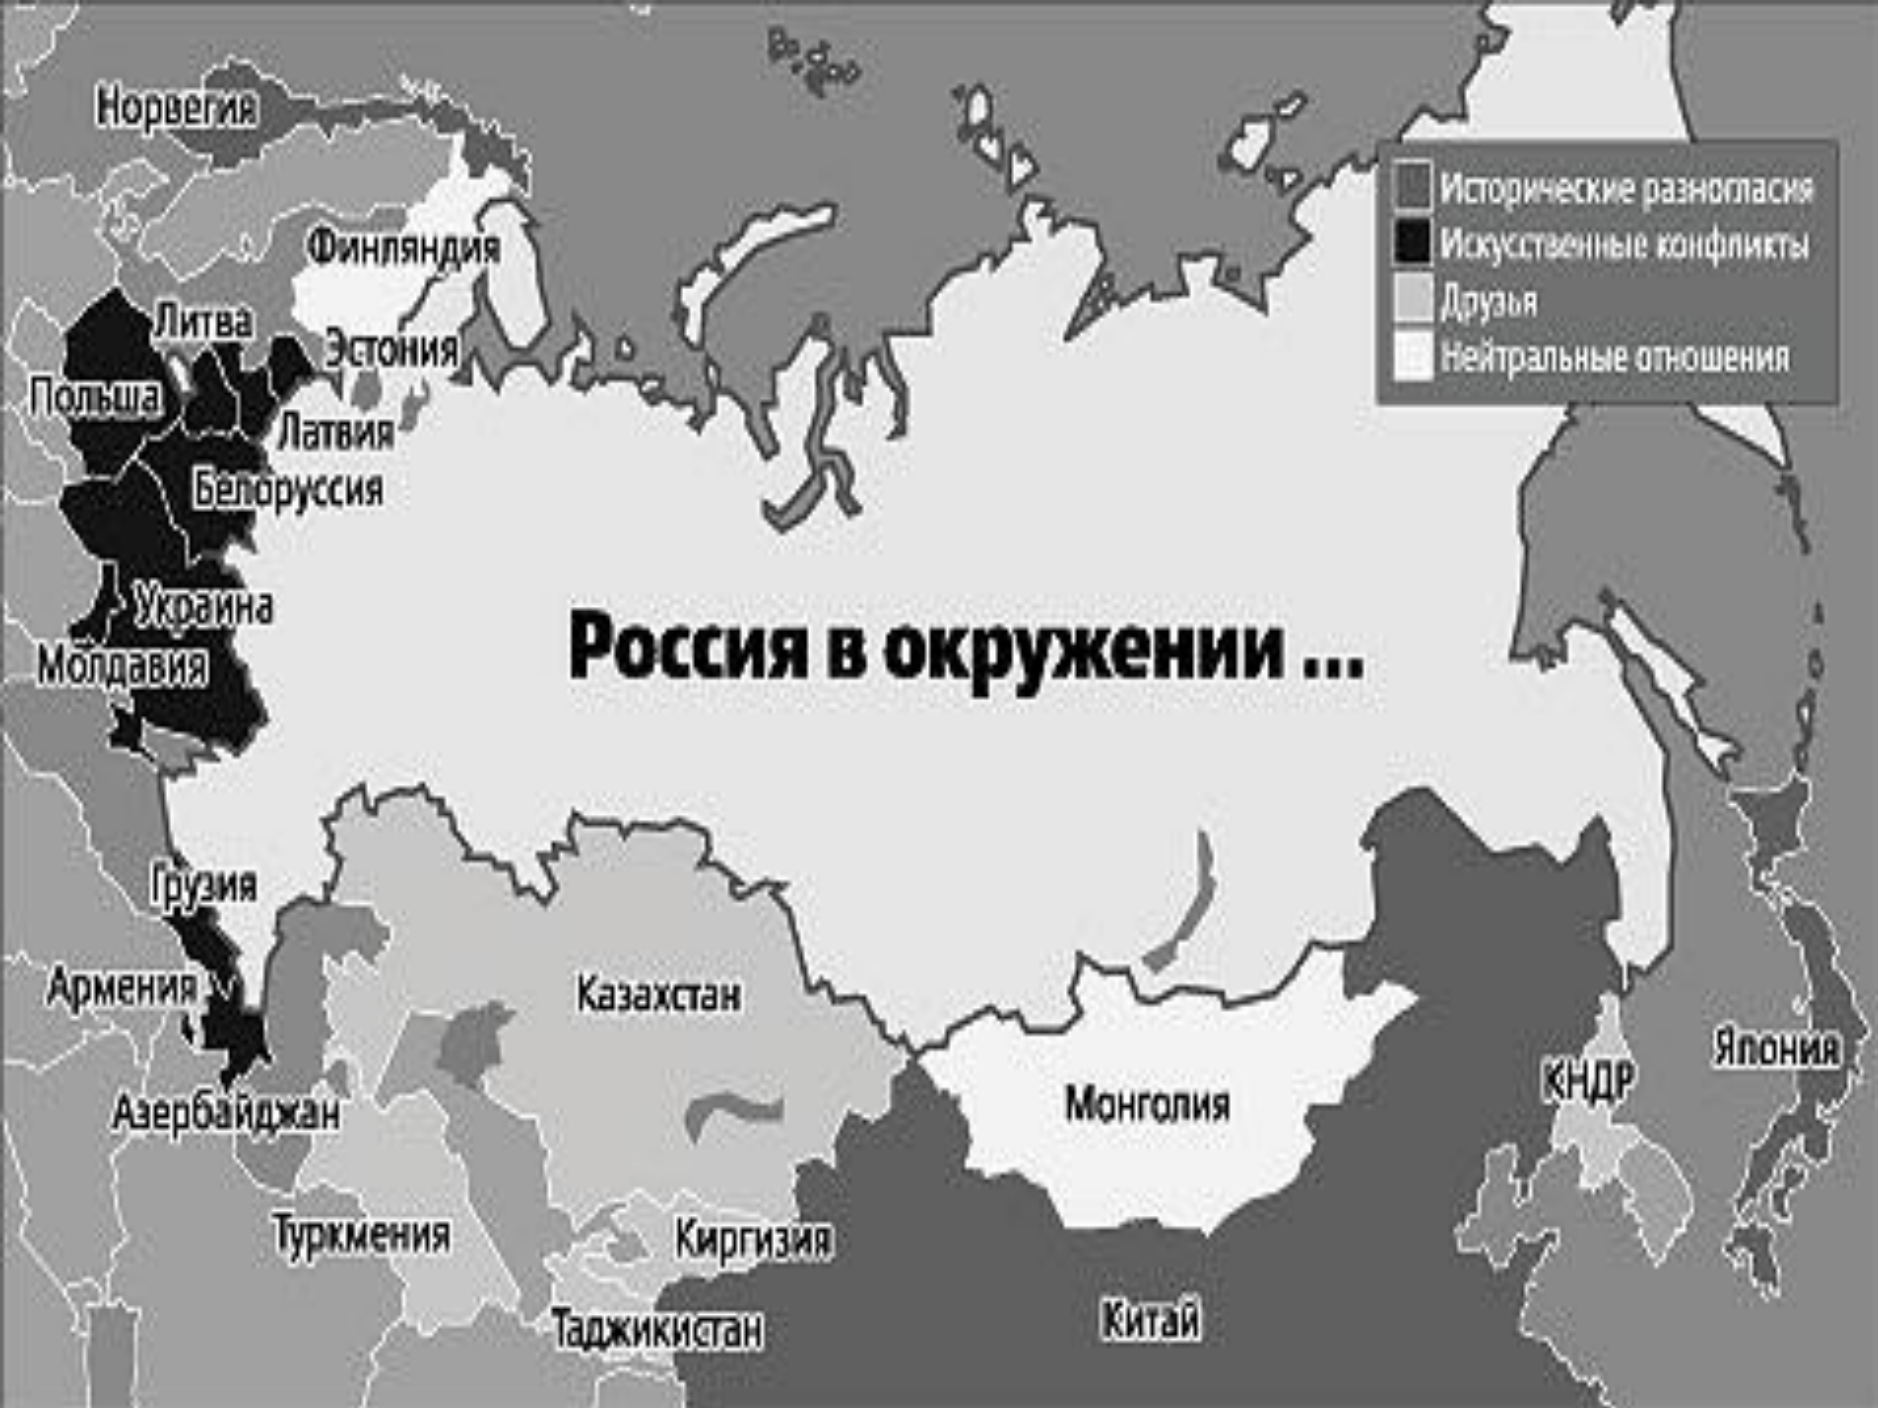 Норвегия
Историческиe разногласия
Искусственные конфликты
Друзья
Нейтральные отношения
Финляндия
Литва
Эстония
Польша
Латвия
Белоруссия
Украина
Молдавия
Россия в окружении ...
Грузия
Армения
Казахстан
Азербайджан
Монголия
КНДР
Япония
Туркмения
Киргизия
Таджикистан
Китай